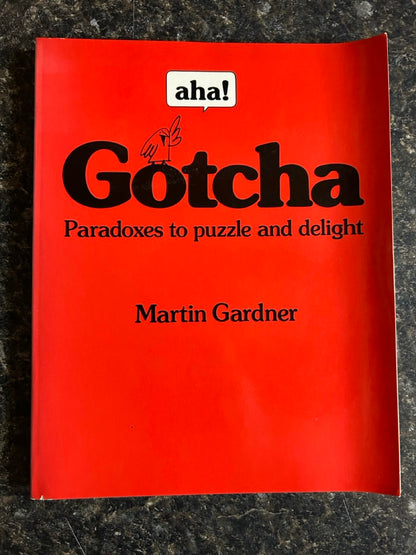 aha!
Gotcha
Paradoxes to puzzle and delight
Martin Gardner